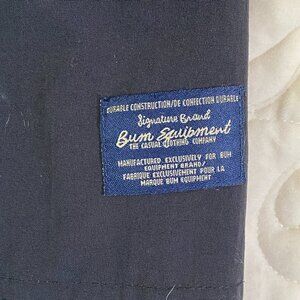 DURABLE CONSTRUCTION/DE CONFECTION DURABLE
Signature Brand
Bum Equipment
THE CASUAL CLOTHING COMPANY
MANUFACTURED EXCLUSIVELY FOR BUM
EQUIPMENT BRAND/
FABRIQUE EXCLUSIVEMENT POUR LA
MARQUE BUM EQUIPMENT